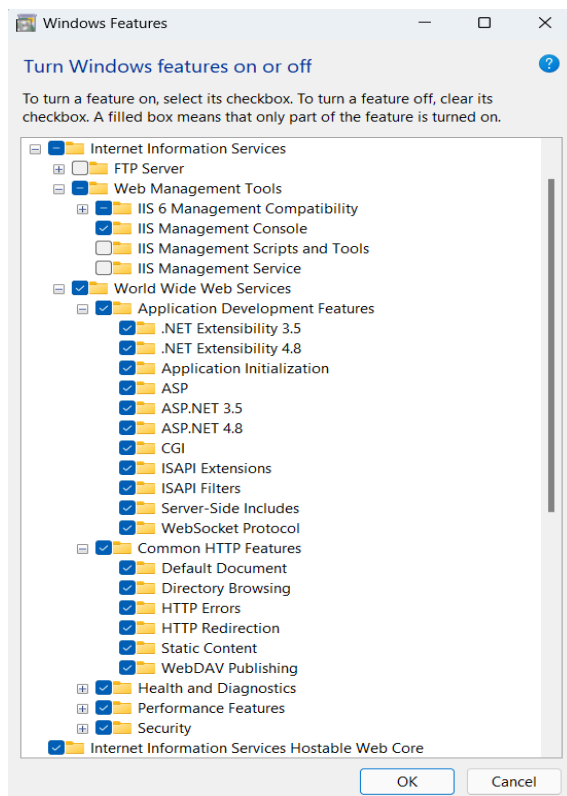 Windows Features
Turn Windows features on or off
?
To turn a feature on, select its checkbox. To turn a feature off, clear its
checkbox. A filled box means that only part of the feature is turned on.
Internet Information Services
FTP Server
Web Management Tools
IIS 6 Management Compatibility
IIS Management Console
IIS Management Scripts and Tools
IIS Management Service
World Wide Web Services
Application Development Features
.NET Extensibility 3.5
.NET Extensibility 4.8
Application Initialization
ASP
ASP.NET 3.5
ASP.NET 4.8
CGI
ISAPI Extensions
ISAPI Filters
Server-Side Includes
WebSocket Protocol
Common HTTP Features
Default Document
Directory Browsing
HTTP Errors
HTTP Redirection
Static Content
WebDAV Publishing
Health and Diagnostics
Performance Features
Security
Internet Information Services Hostable Web Core
OK Cancel